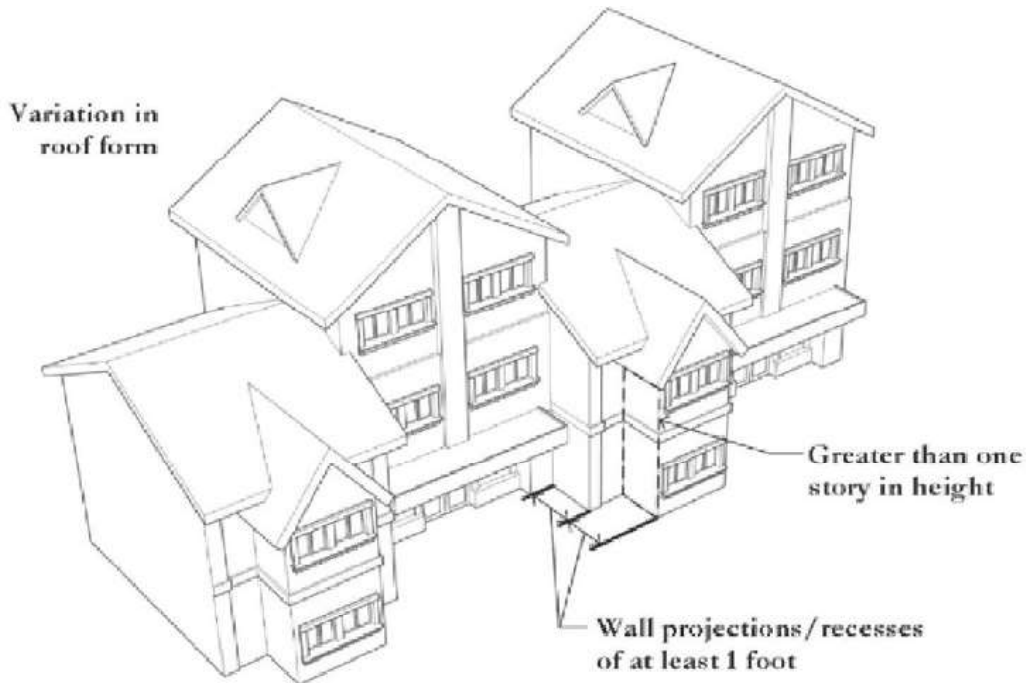 Variation in
roof form
Greater than one
story in height
Wall projections/recesses
of at least 1 foot